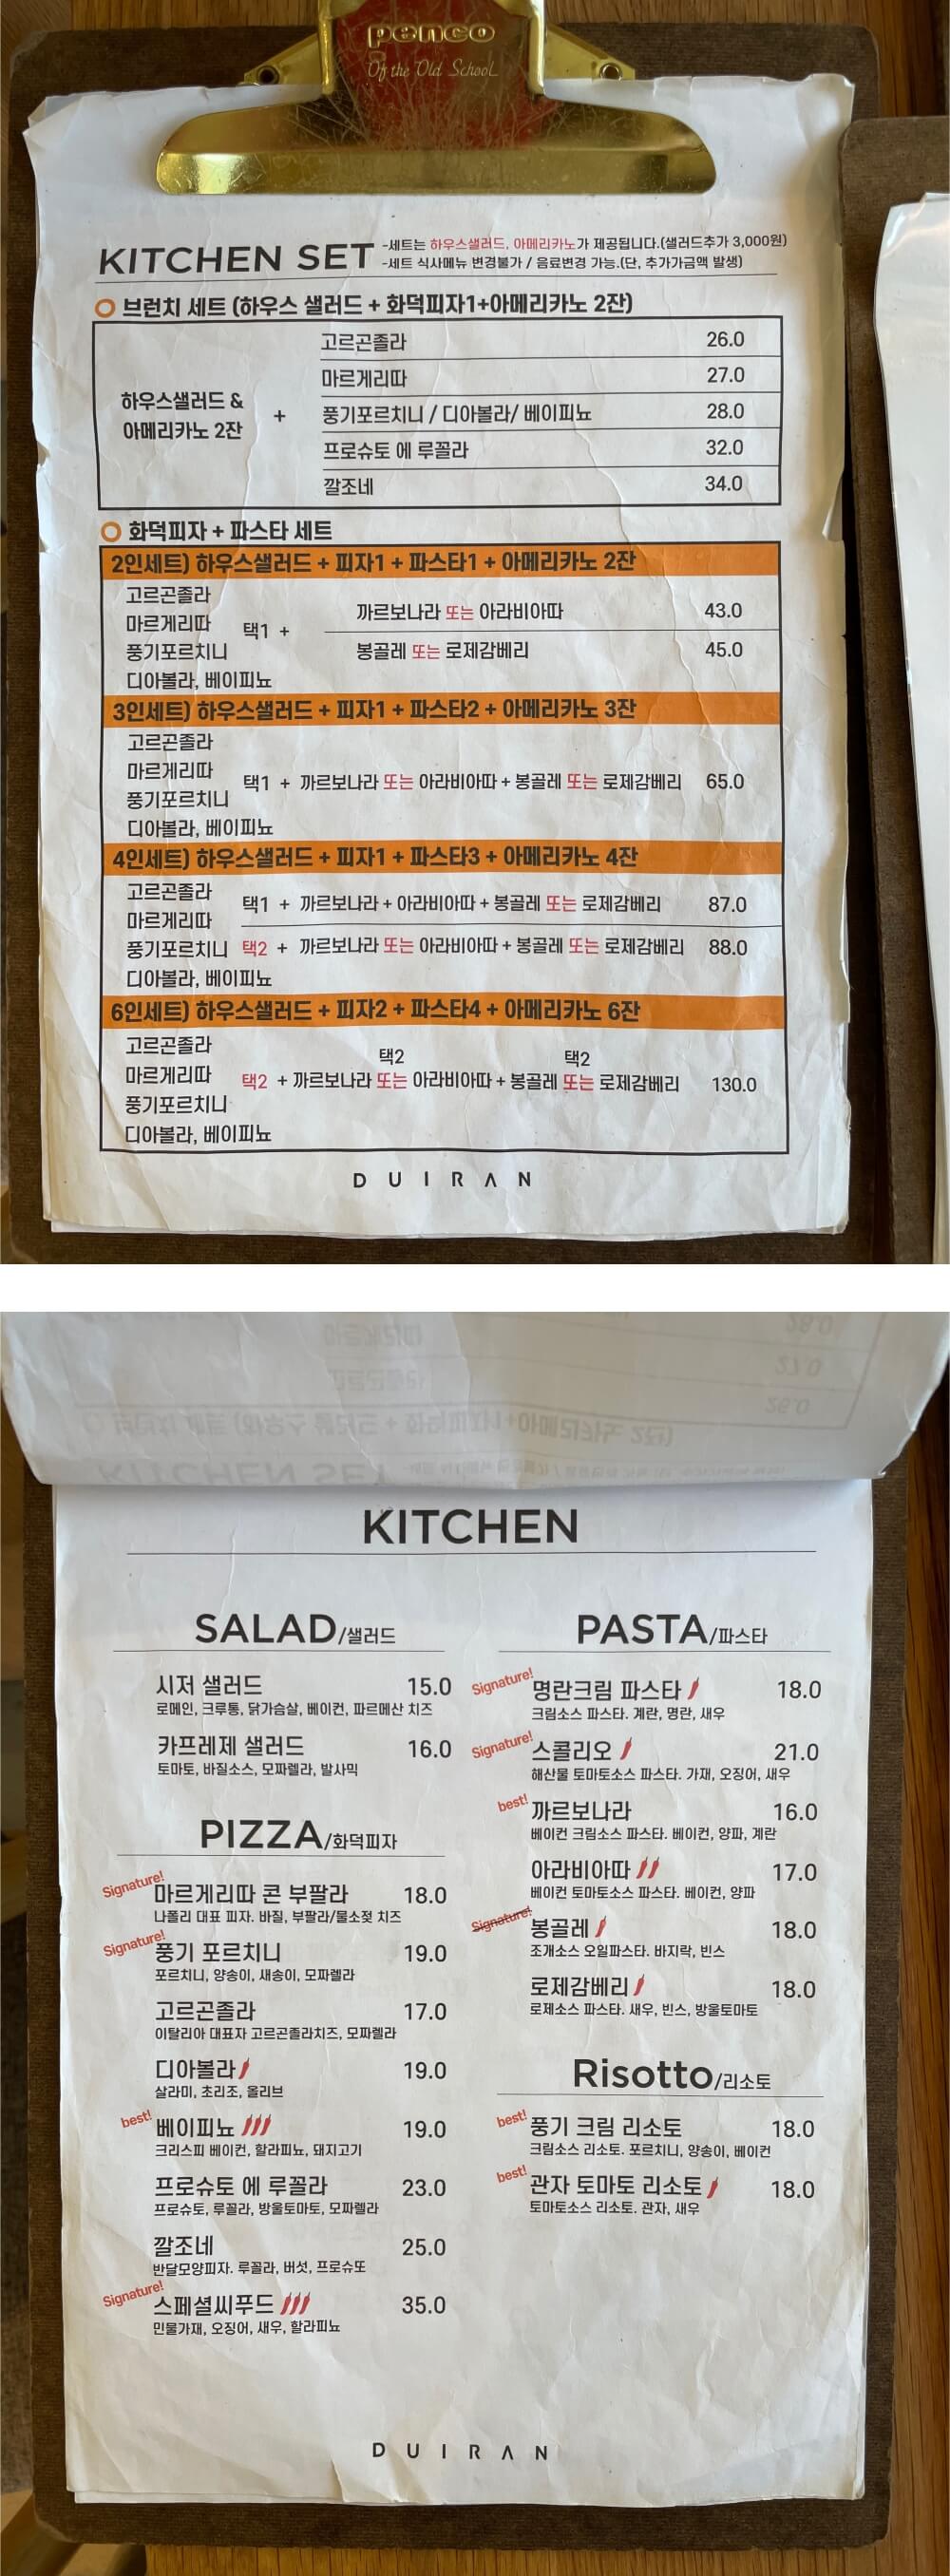 penco
Of the Old School
KITCHEN SET
-세트는 하우스샐러드, 아메리카노가 제공됩니다.(샐러드추가 3,000원)
-세트 식사메뉴 변경불가 / 음료변경 가능.(단, 추가가금액 발생)
브런치 세트 (하우스 샐러드 + 화덕피자1+아메리카노 2잔)
하우스샐러드 &
아메리카노 2잔
+
고르곤졸라 26.0
마르게리따 27.0
풍기포르치니 / 디아볼라/ 베이피뇨 28.0
프로슈토 에 루꼴라 32.0
깔조네 34.0
화덕피자 + 파스타 세트
2인세트) 하우스샐러드 + 피자1 + 파스타1 + 아메리카노 2잔
고르곤졸라
마르게리따
풍기포르치니
디아볼라, 베이피뇨
택1 +
까르보나라 또는 아라비아따 43.0
봉골레 또는 로제감베리 45.0
3인세트) 하우스샐러드 + 피자1 + 파스타2 + 아메리카노 3잔
고르곤졸라
마르게리따
풍기포르치니
디아볼라, 베이피뇨
택1 + 까르보나라 또는 아라비아따 + 봉골레 또는 로제감베리 65.0
4인세트) 하우스샐러드 + 피자1 + 파스타3 + 아메리카노 4잔
고르곤졸라
마르게리따
풍기포르치니
디아볼라, 베이피뇨
택1 + 까르보나라 + 아라비아따 + 봉골레 또는 로제감베리 87.0
택2 + 까르보나라 또는 아라비아따 + 봉골레 또는 로제감베리 88.0
6인세트) 하우스샐러드 + 피자2 + 파스타4 + 아메리카노 6잔
고르곤졸라
마르게리따
풍기포르치니
디아볼라, 베이피뇨
택2 택2
택2 + 까르보나라 또는 아라비아따 + 봉골레 또는 로제감베리 130.0
DUIRAN
KITCHEN
SALAD/샐러드
시저 샐러드 15.0
로메인, 크루통, 닭가슴살, 베이컨, 파르메산 치즈
카프레제 샐러드 16.0
토마토, 바질소스, 모짜렐라, 발사믹
PIZZA/화덕피자
Signature!
마르게리따 콘 부팔라 18.0
나폴리 대표 피자. 바질, 부팔라/물소젖 치즈
Signature!
풍기 포르치니 19.0
포르치니, 양송이, 새송이, 모짜렐라
고르곤졸라 17.0
이탈리아 대표자 고르곤졸라치즈, 모짜렐라
디아볼라 19.0
살라미, 초리조, 올리브
best!
베이피뇨 19.0
크리스피 베이컨, 할라피뇨, 돼지고기
프로슈토 에 루꼴라 23.0
프로슈토, 루꼴라, 방울토마토, 모짜렐라
깔조네 25.0
반달모양피자. 루꼴라, 버섯, 프로슈또
Signature!
스페셜씨푸드 35.0
민물가재, 오징어, 새우, 할라피뇨
PASTA/파스타
Signature!
명란크림 파스타 18.0
크림소스 파스타. 계란, 명란, 새우
Signature!
스콜리오 21.0
해산물 토마토소스 파스타. 가재, 오징어, 새우
best!
까르보나라 16.0
베이컨 크림소스 파스타. 베이컨, 양파, 계란
아라비아따 17.0
베이컨 토마토소스 파스타. 베이컨, 양파
Signature!
봉골레 18.0
조개소스 오일파스타. 바지락, 빈스
로제감베리 18.0
로제소스 파스타. 새우, 빈스, 방울토마토
Risotto/리소토
best!
풍기 크림 리소토 18.0
크림소스 리소토. 포르치니, 양송이, 베이컨
best!
관자 토마토 리소토 18.0
토마토소스 리소토. 관자, 새우
DUIRAN